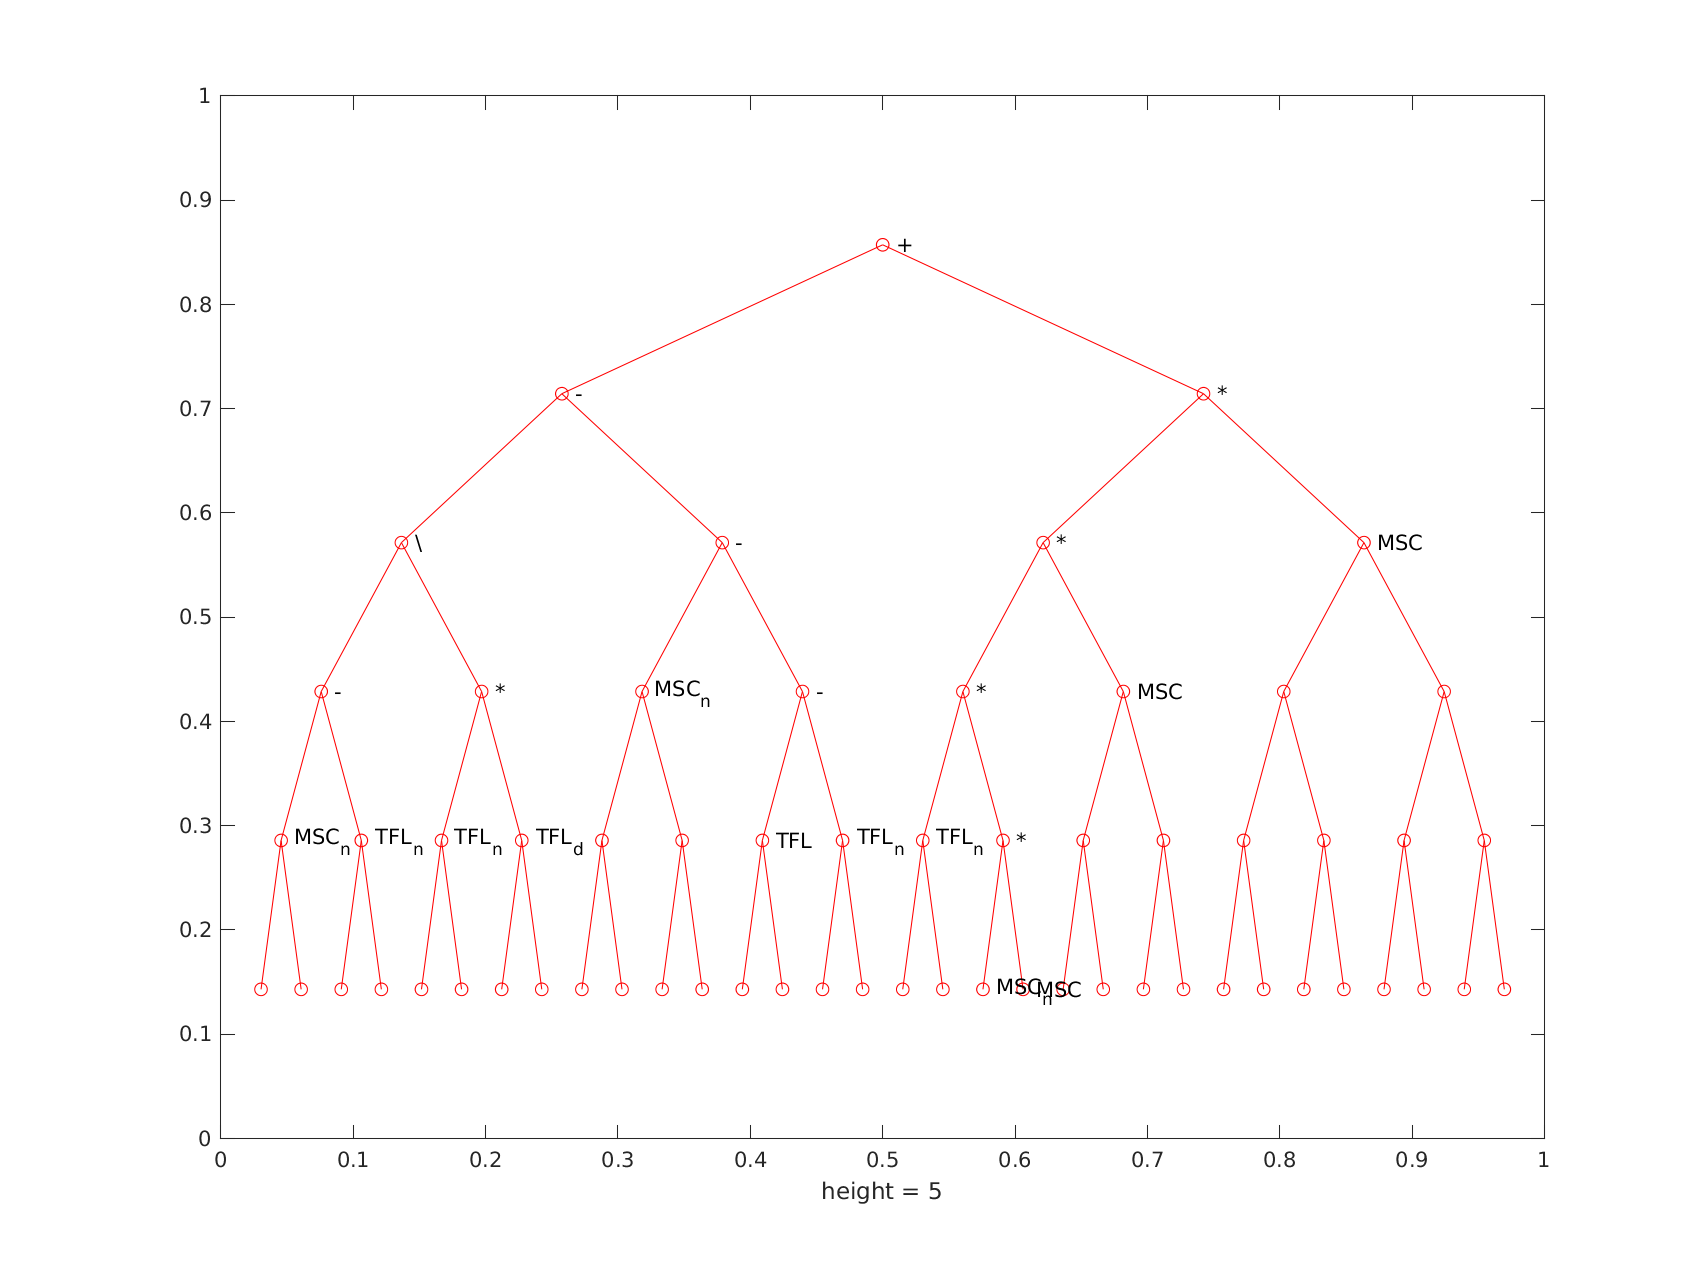 1
0.9
+
0.8
- *
0.7
0.6
\ - * MSC
0.5
- * MSC_n - * MSC
0.4
0.3
MSC_n TFL_n TFL_n TFL_d TFL TFL_n TFL_n *
0.2
MSC_n MSC
0.1
0
0 0.1 0.2 0.3 0.4 0.5 0.6 0.7 0.8 0.9 1
height = 5